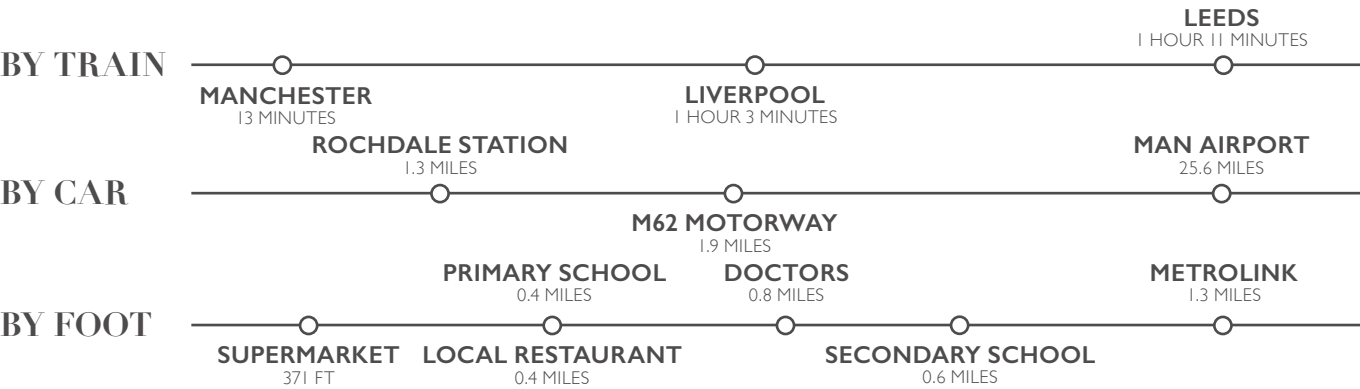 BY TRAIN
MANCHESTER
13 MINUTES
LIVERPOOL
1 HOUR 3 MINUTES
LEEDS
1 HOUR 11 MINUTES
BY CAR
ROCHDALE STATION
1.3 MILES
M62 MOTORWAY
1.9 MILES
MAN AIRPORT
25.6 MILES
BY FOOT
SUPERMARKET
371 FT
PRIMARY SCHOOL
0.4 MILES
LOCAL RESTAURANT
0.4 MILES
DOCTORS
0.8 MILES
SECONDARY SCHOOL
0.6 MILES
METROLINK
1.3 MILES